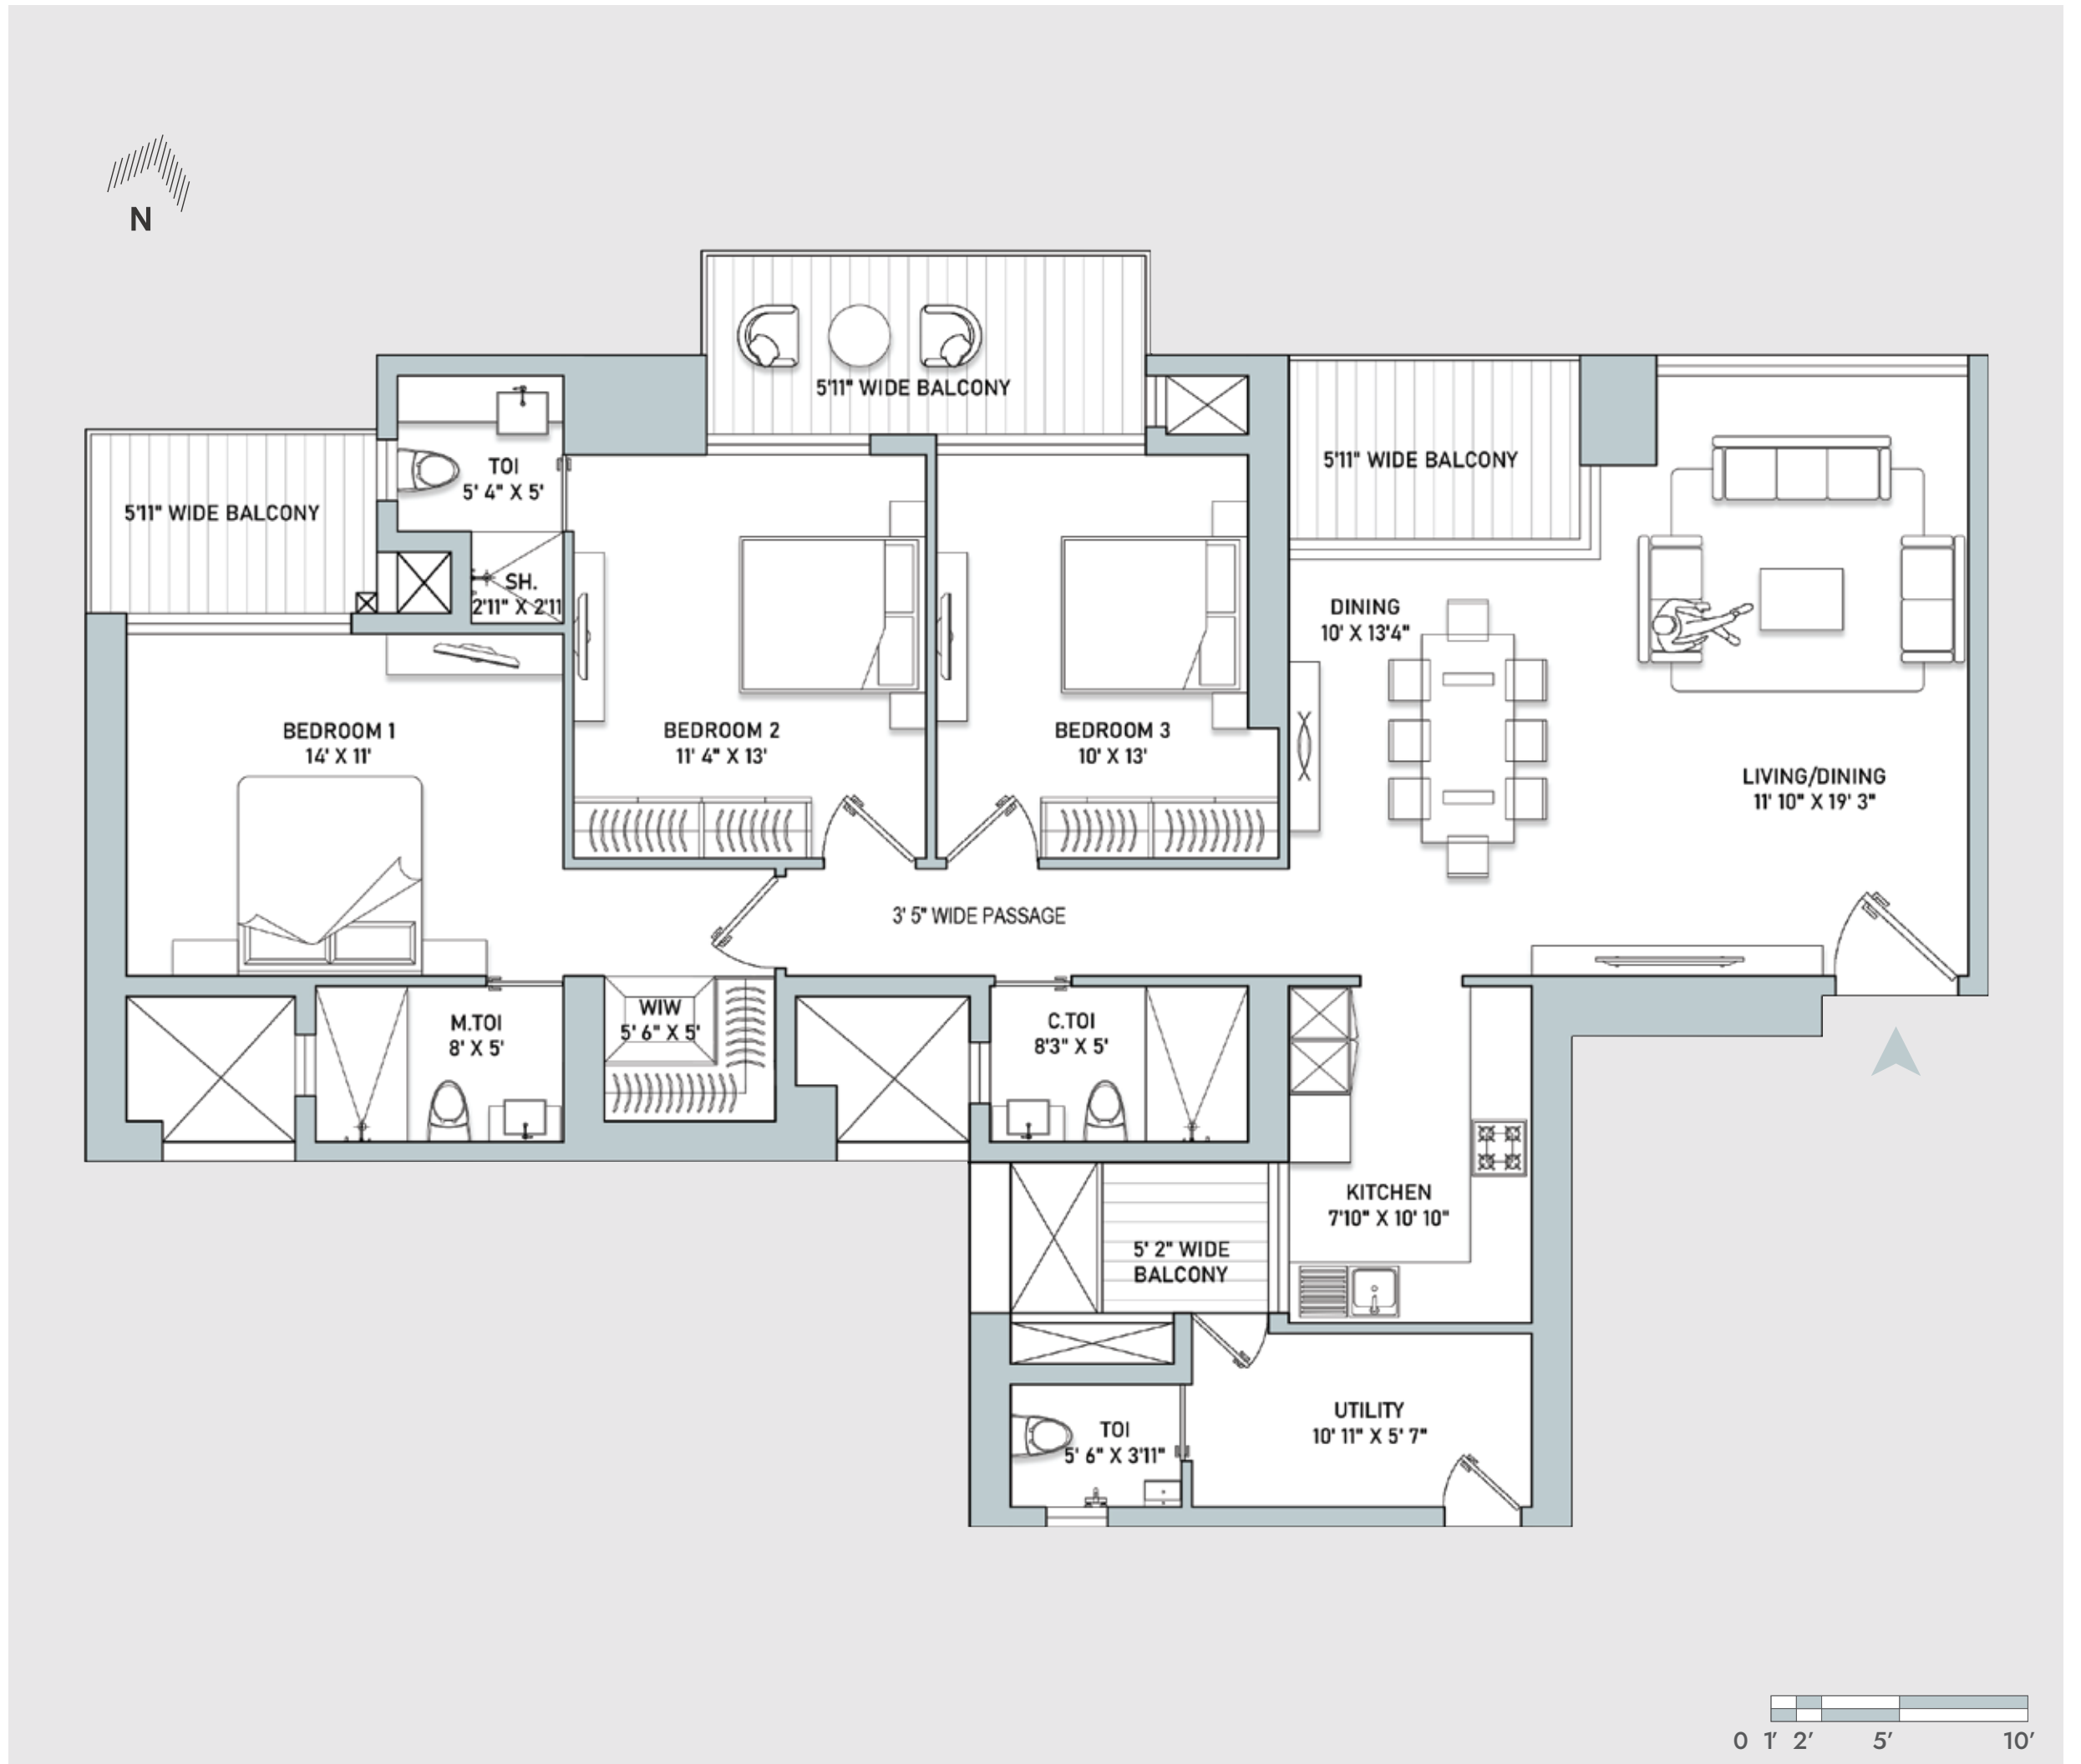 N
5'11" WIDE BALCONY
TOI
5' 4" X 5'
5'11" WIDE BALCONY
5'11" WIDE BALCONY
SH.
2'11" X 2'11
DINING
10' X 13'4"
BEDROOM 1
14' X 11'
BEDROOM 2
11' 4" X 13'
BEDROOM 3
10' X 13'
LIVING/DINING
11' 10" X 19' 3"
3' 5" WIDE PASSAGE
M.TOI
8' X 5'
WIW
5' 6" X 5'
C.TOI
8'3" X 5'
KITCHEN
7'10" X 10' 10"
5' 2" WIDE
BALCONY
TOI
5' 6" X 3'11"
UTILITY
10' 11" X 5' 7"
0 1' 2' 5' 10'